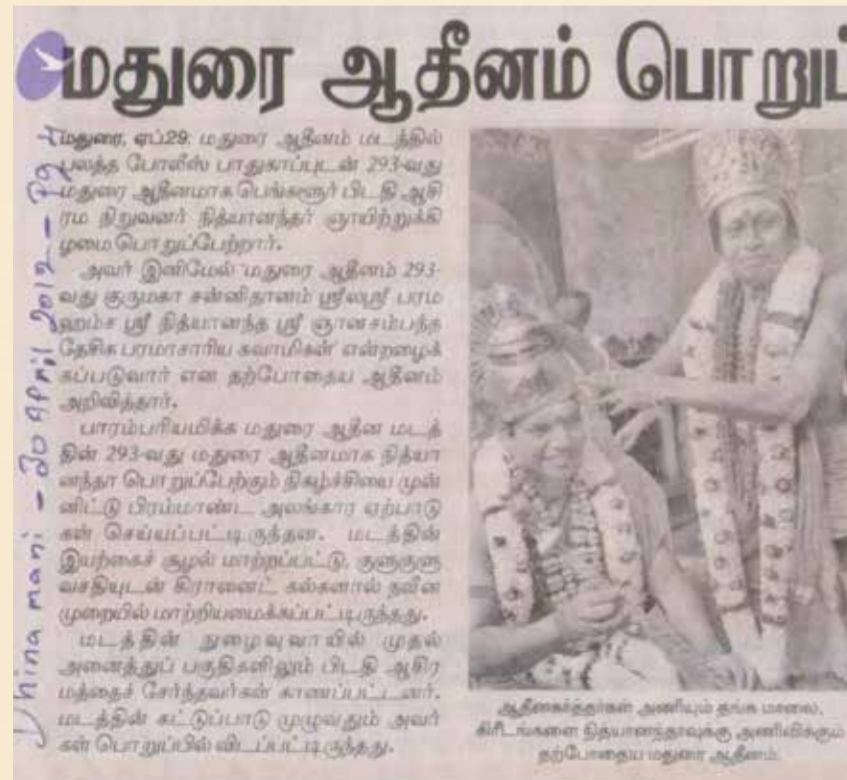 மதுரை ஆதீனம் பொறுப்
மதுரை, ஏப்.29: மதுரை ஆதீனம் மடத்தில்
பலத்த போலீஸ் பாதுகாப்புடன் 293-வது
மதுரை ஆதீனமாக பெங்களூர் பிடதி ஆசி
ரம நிறுவனர் நித்யானந்தர் ஞாயிற்றுக்கி
ழமை பொறுப்பேற்றார்.
அவர் இனிமேல் 'மதுரை ஆதீனம் 293-
வது குருமகா சன்னிதானம் ஸ்ரீலஸ்ரீ பரம
ஹம்ச ஸ்ரீ நித்யானந்த ஸ்ரீ ஞானசம்பந்த
தேசிக பரமாசாரிய சுவாமிகள்' என்றழைக்
கப்படுவார் என தற்போதைய ஆதீனம்
அறிவித்தார்.
பாரம்பரியமிக்க மதுரை ஆதீன மடத்
தின் 293-வது மதுரை ஆதீனமாக நித்யா
னந்தா பொறுப்பேற்கும் நிகழ்ச்சியை முன்
னிட்டு பிரம்மாண்ட அலங்கார ஏற்பாடு
கள் செய்யப்பட்டிருந்தன. மடத்தின்
இயற்கைச் சூழல் மாற்றப்பட்டு, குளுகுளு
வசதியுடன் கிரானைட் கல்களால் நவீன
முறையில் மாற்றியமைக்கப்பட்டிருந்தது.
மடத்தின் நுழைவு வாயில் முதல்
அனைத்துப் பகுதிகளிலும் பிடதி ஆசிர
மத்தைச் சேர்ந்தவர்கள் காணப்பட்டனர்.
மடத்தின் கட்டுப்பாடு முழுவதும் அவர்
கள் பொறுப்பில் விடப்பட்டிருந்தது.
ஆதீனகர்த்தர்கள் அணியும் தங்க மாலை,
கிரீடங்களை நித்யானந்தாவுக்கு அணிவிக்கும்
தற்போதைய மதுரை ஆதீனம்.
Dhina mani - 30 April 2012 - Pg 4